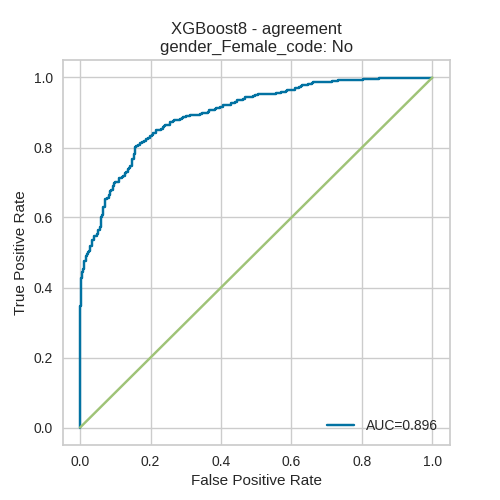 XGBoost8 - agreement
gender_Female_code: No
True Positive Rate
1.0
0.8
0.6
0.4
0.2
0.0
AUC=0.896
0.0 0.2 0.4 0.6 0.8 1.0
False Positive Rate